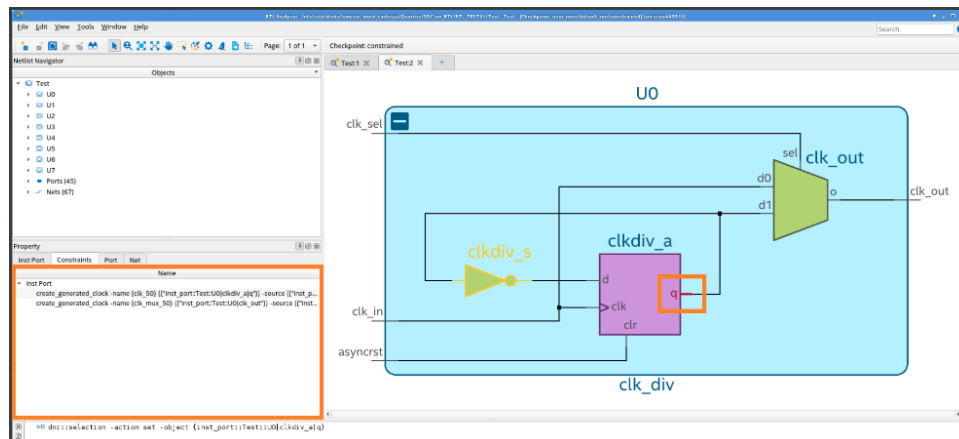 File Edit View Tools Window Help
Search
Page: 1 of 1
Checkpoint: constrained
Netlist Navigator
Test:1
Test:2
+
Objects
Test
U0
U1
U2
U3
U4
U5
U6
U7
Ports (45)
Nets (67)
Property
Inst Port Constraints Port Net
Name
Inst Port
create_generated_clock -name {clk_50} {{"inst_port:Test:U0|clkdiv_a|q"}} -source {{"inst_p...
create_generated_clock -name {clk_mux_50} {{"inst_port:Test:U0|clk_out"}} -source {{"inst...
U0
clk_sel
sel
clk_out
d0
o
clk_out
d1
clkdiv_s
clkdiv_a
d
q
clk_in
clk
clr
asyncrst
clk_div
dni::selection -action set -object {inst_port::Test::U0|clkdiv_a|q}